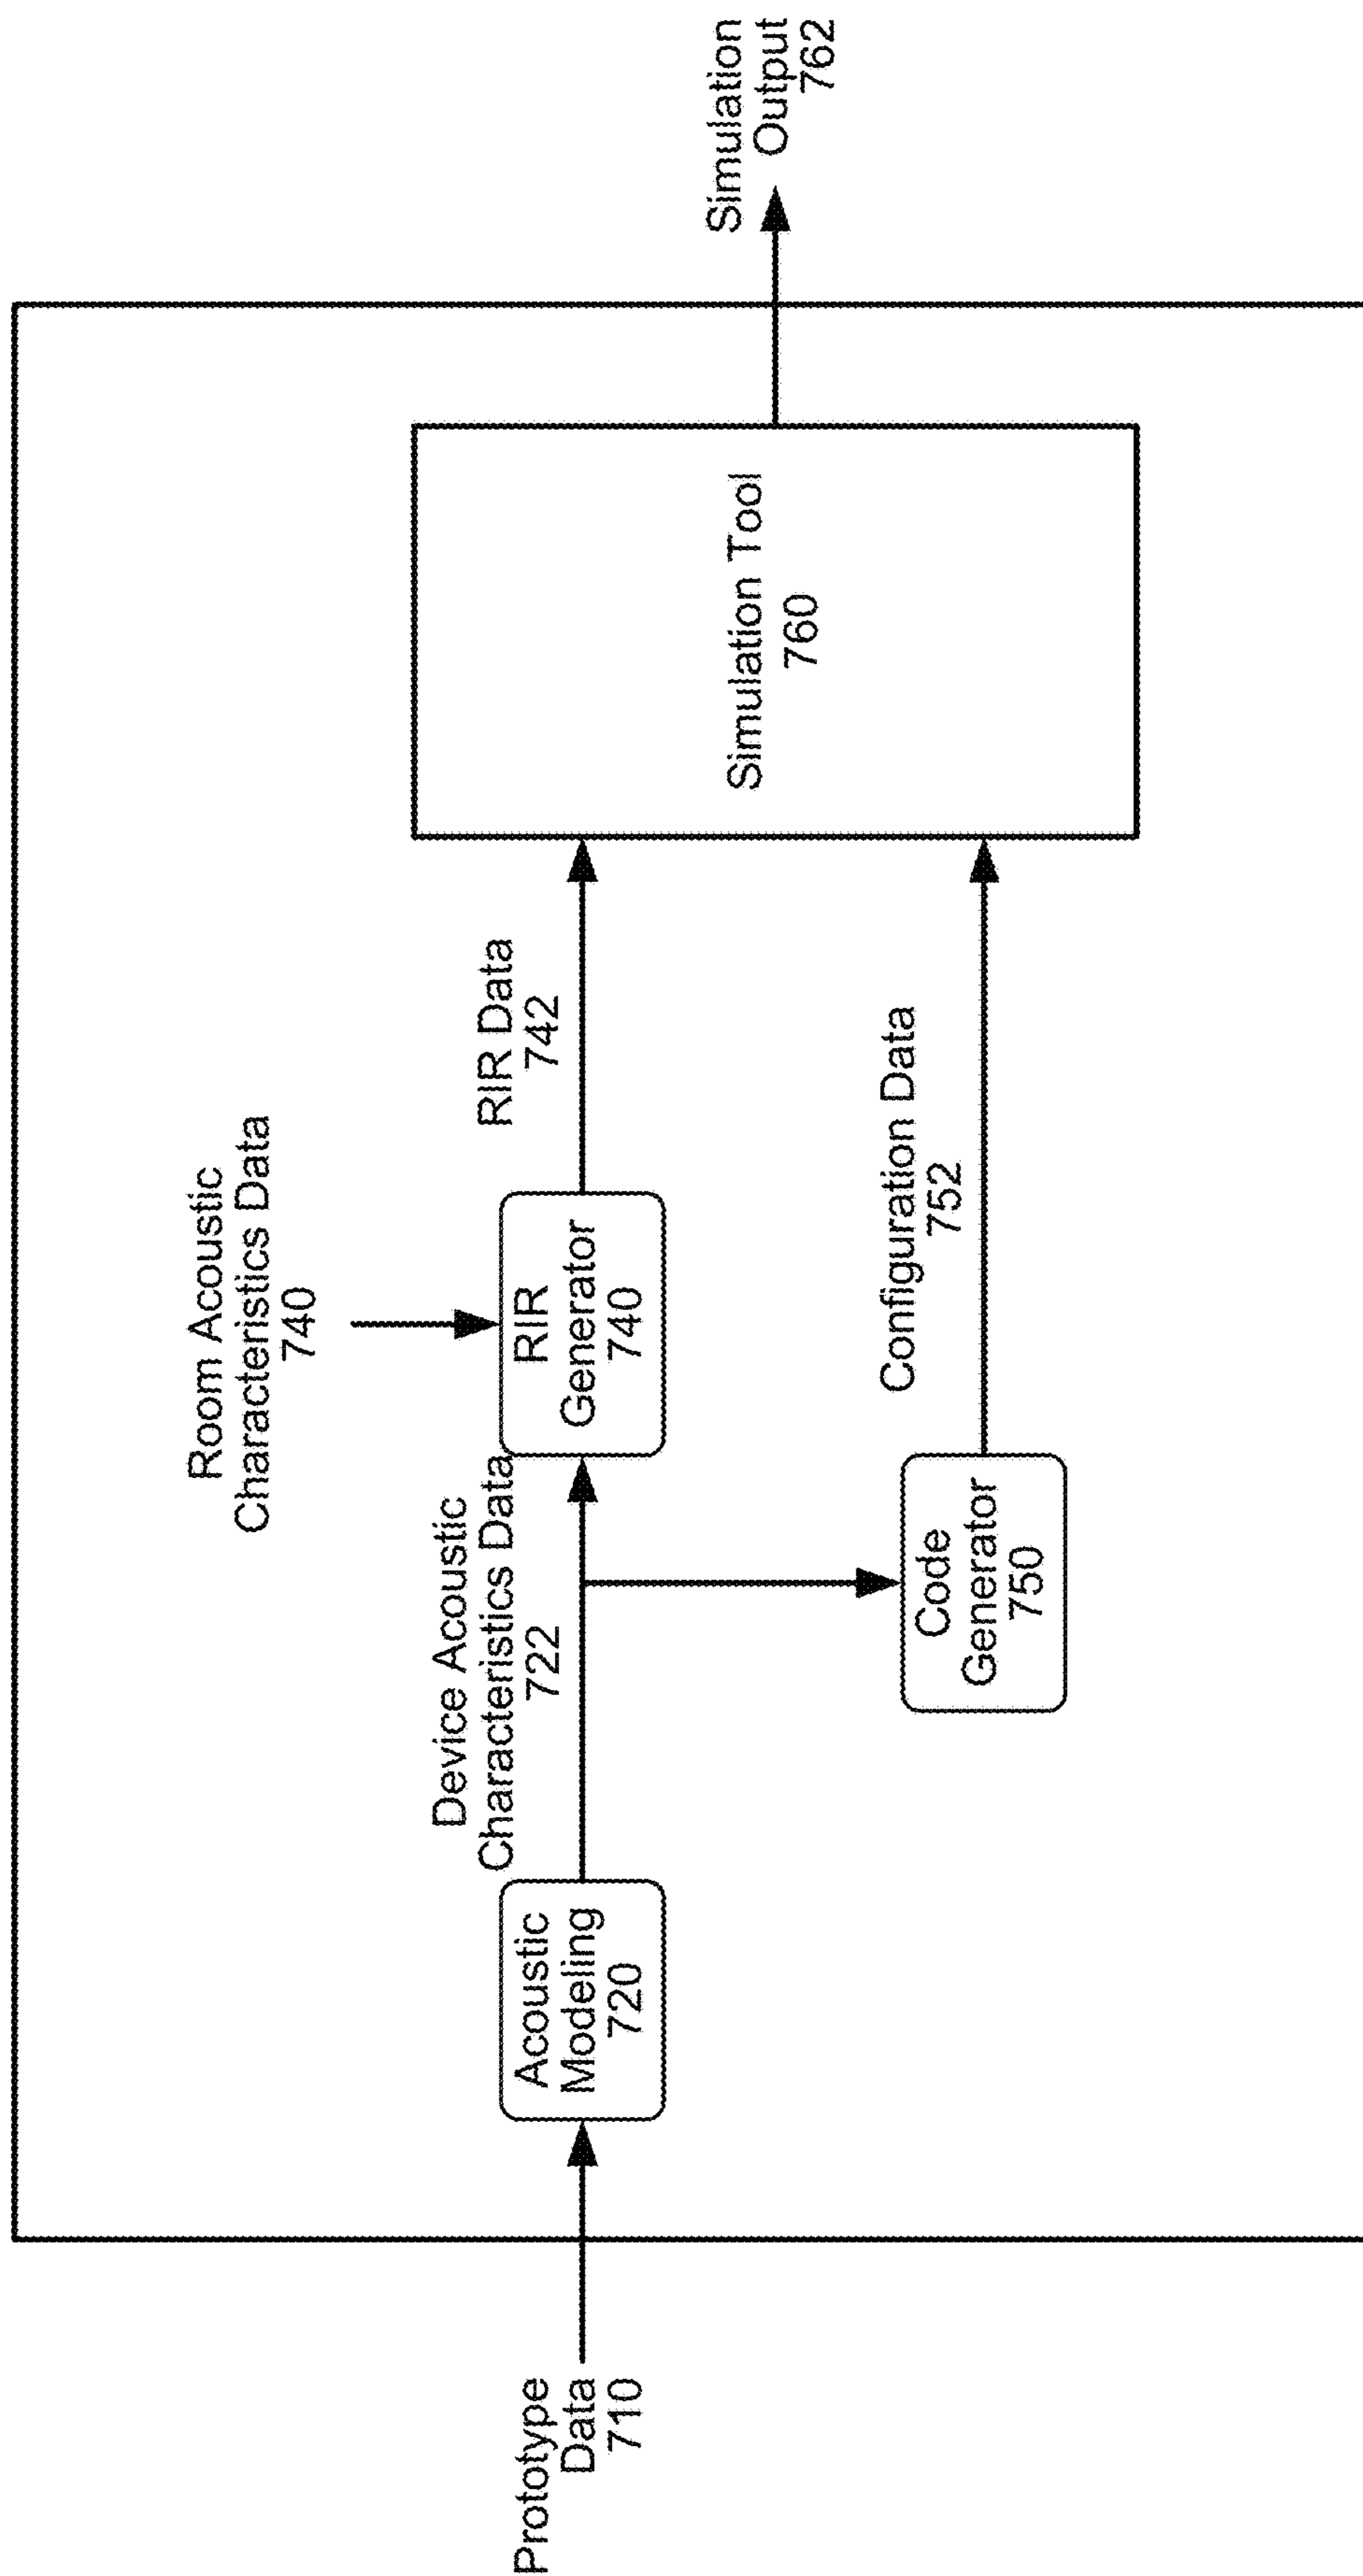 Prototype
Data
710
Acoustic
Modeling
720
Device Acoustic
Characteristics Data
722
Room Acoustic
Characteristics Data
740
RIR
Generator
740
Code
Generator
750
RIR Data
742
Configuration Data
752
Simulation Tool
760
Simulation
Output
762